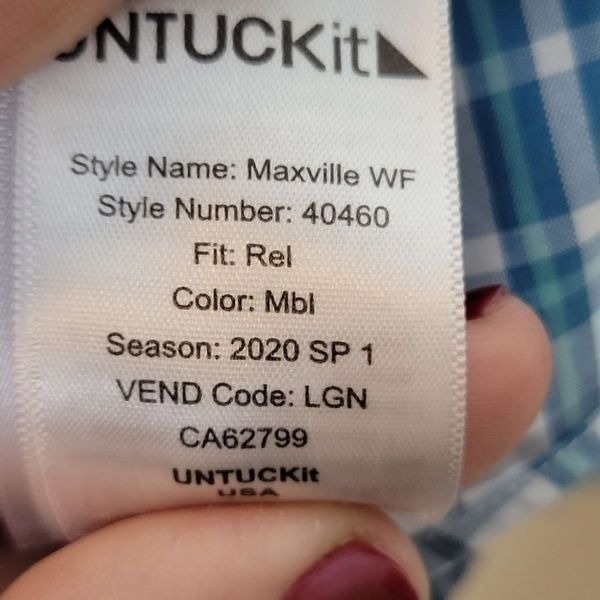 UNTUCKit
Style Name: Maxville WF
Style Number: 40460
Fit: Rel
Color: Mbl
Season: 2020 SP 1
VEND Code: LGN
CA62799
UNTUCKit
USA